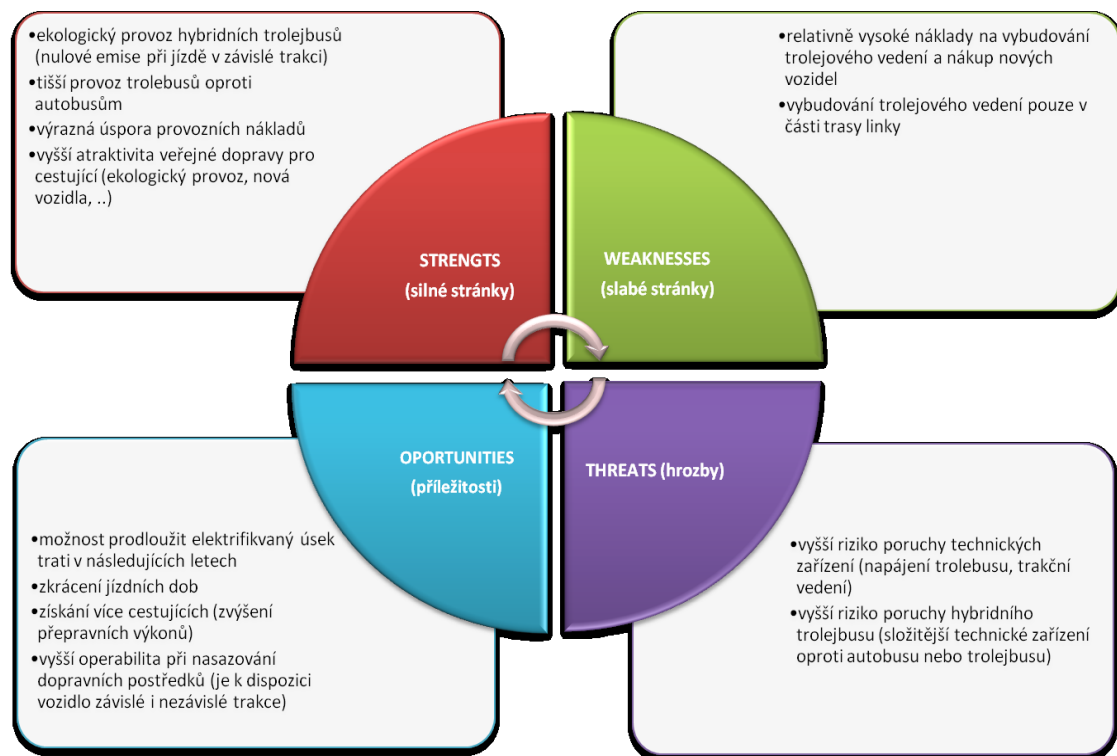 •ekologický provoz hybridních trolejbusů
(nulové emise při jízdě v závislé trakci)
•tišší provoz trolebusů oproti
autobusům
•výrazná úspora provozních nákladů
•vyšší atraktivita veřejné dopravy pro
cestující (ekologický provoz, nová
vozidla, ..)
•relativně vysoké náklady na vybudování
trolejového vedení a nákup nových
vozidel
•vybudování trolejového vedení pouze v
části trasy linky
STRENGTS
(silné stránky)
WEAKNESSES
(slabé stránky)
OPORTUNITIES
(příležitosti)
THREATS (hrozby)
•možnost prodloužit elektrifikvaný úsek
trati v následujících letech
•zkrácení jízdních dob
•získání více cestujících (zvýšení
přepravních výkonů)
•vyšší operabilita při nasazování
dopravních postředků (je k dispozici
vozidlo závislé i nezávislé trakce)
•vyšší riziko poruchy technických
zařízení (napájení trolebusu, trakční
vedení)
•vyšší riziko poruchy hybridního
trolejbusu (složitější technické zařízení
oproti autobusu nebo trolejbusu)